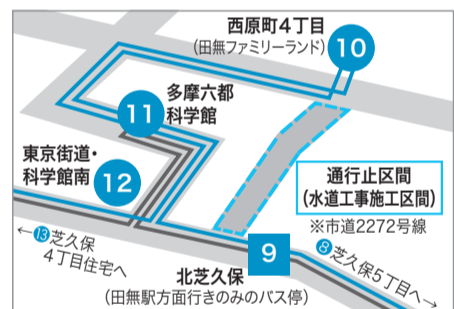 西原町4丁目
（田無ファミリーランド）
10
11
多摩六都
科学館
東京街道・
科学館南
12
通行止区間
（水道工事施工区間）
※市道2272号線
←⑬芝久保
4丁目住宅へ
9
⑧芝久保5丁目へ→
北芝久保
（田無駅方面行きのみのバス停）